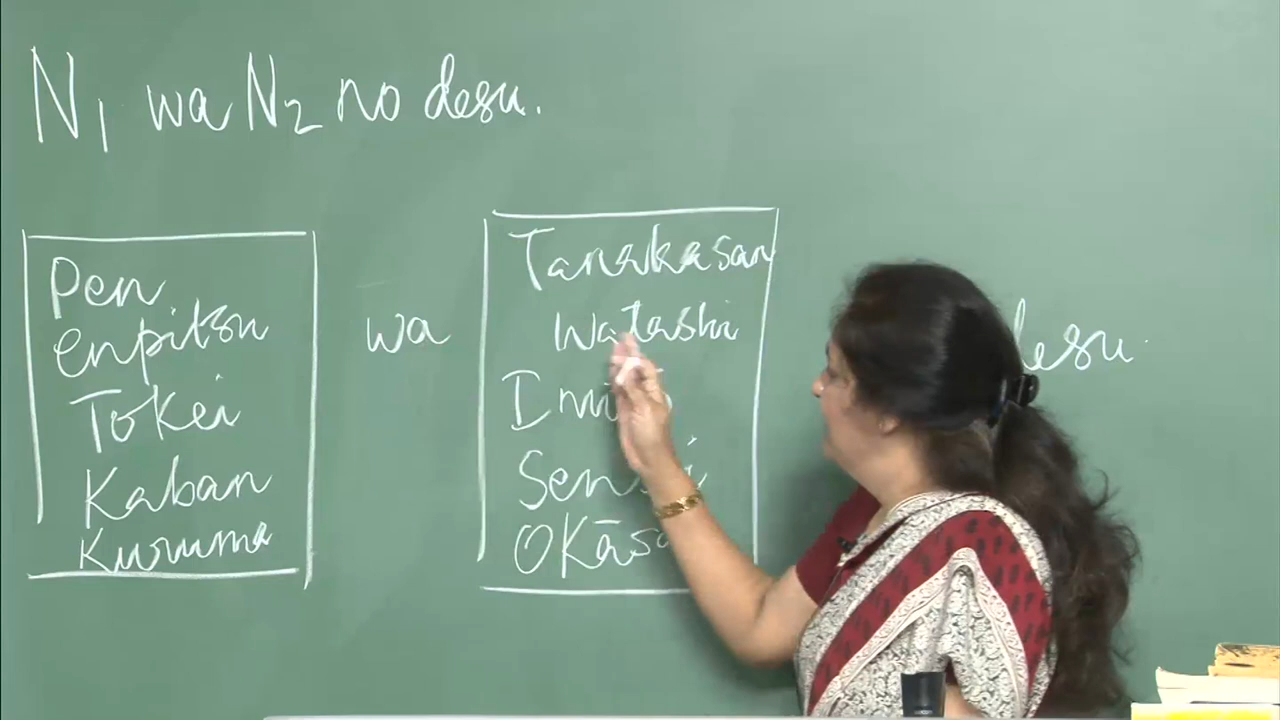 N1 wa N2 no desu.
Pen
enpitsu
Tokei
Kaban
Kuruma
wa
Tanakasan
Watashi
desu.